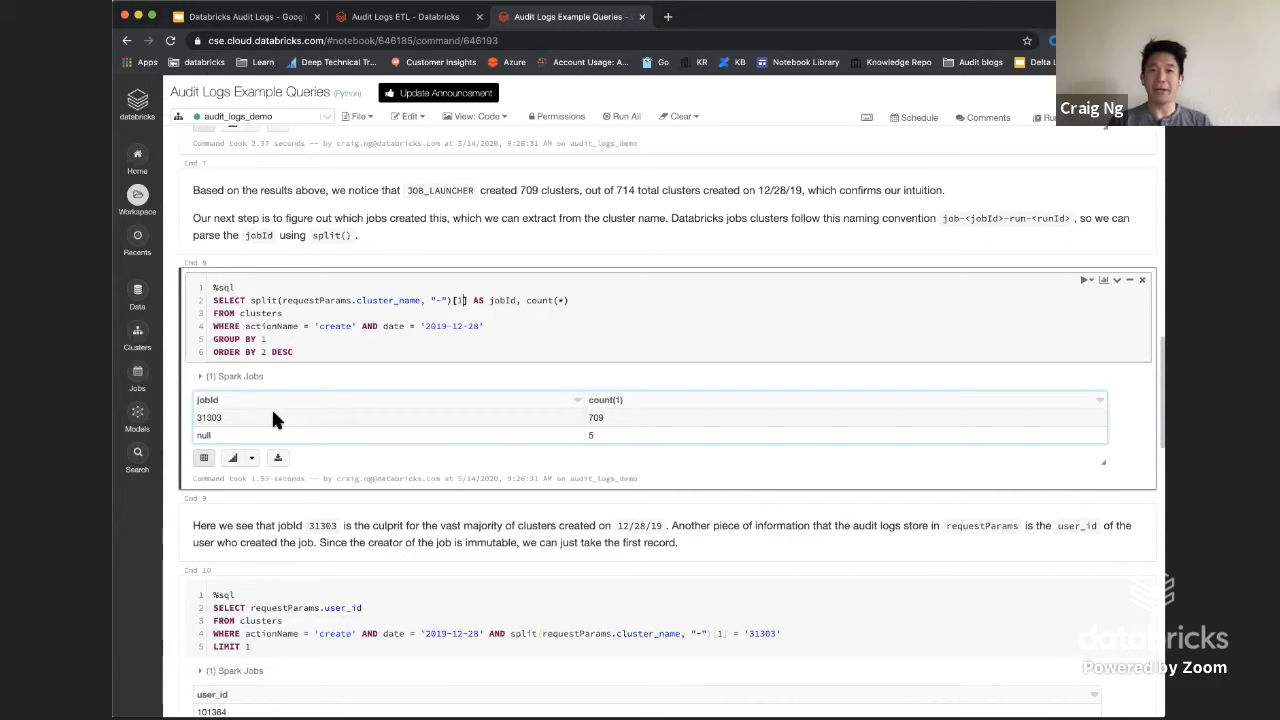 Databricks Audit Logs - Goog
Audit Logs ETL - Databricks
Audit Logs Example Queries -
cse.cloud.databricks.com/#notebook/646185/command/646193
Apps
databricks
Learn
Deep Technical Tr...
Customer Insights
Azure
Account Usage: A...
Go
KR
KB
Notebook Library
Knowledge Repo
Audit blogs
Delta L
Craig Ng
databricks
Home
Workspace
Recents
Data
Clusters
Jobs
Models
Search
Audit Logs Example Queries (Python)
Update Announcement
audit_logs_demo
File
Edit
View: Code
Permissions
Run All
Clear
Schedule
Comments
Command took 2.37 seconds -- by craig.ng@databricks.com at 5/14/2020, 9:26:31 AM on audit_logs_demo
Cmd 7
Based on the results above, we notice that JOB_LAUNCHER created 709 clusters, out of 714 total clusters created on 12/28/19, which confirms our intuition.
Our next step is to figure out which jobs created this, which we can extract from the cluster name. Databricks jobs clusters follow this naming convention job-<jobId>-run-<runId>, so we can
parse the jobId using split().
Cmd 8
1 %sql
2 SELECT split(requestParams.cluster_name, "-")[1] AS jobId, count(*)
3 FROM clusters
4 WHERE actionName = 'create' AND date = '2019-12-28'
5 GROUP BY 1
6 ORDER BY 2 DESC
(1) Spark Jobs
jobId count(1)
31303 709
null 5
Command took 1.55 seconds -- by craig.ng@databricks.com at 5/14/2020, 9:26:31 AM on audit_logs_demo
Cmd 9
Here we see that jobId 31303 is the culprit for the vast majority of clusters created on 12/28/19. Another piece of information that the audit logs store in requestParams is the user_id of the
user who created the job. Since the creator of the job is immutable, we can just take the first record.
Cmd 10
1 %sql
2 SELECT requestParams.user_id
3 FROM clusters
4 WHERE actionName = 'create' AND date = '2019-12-28' AND split(requestParams.cluster_name, "-")[1] = '31303'
5 LIMIT 1
(1) Spark Jobs
user_id
101364
databricks
Powered by Zoom